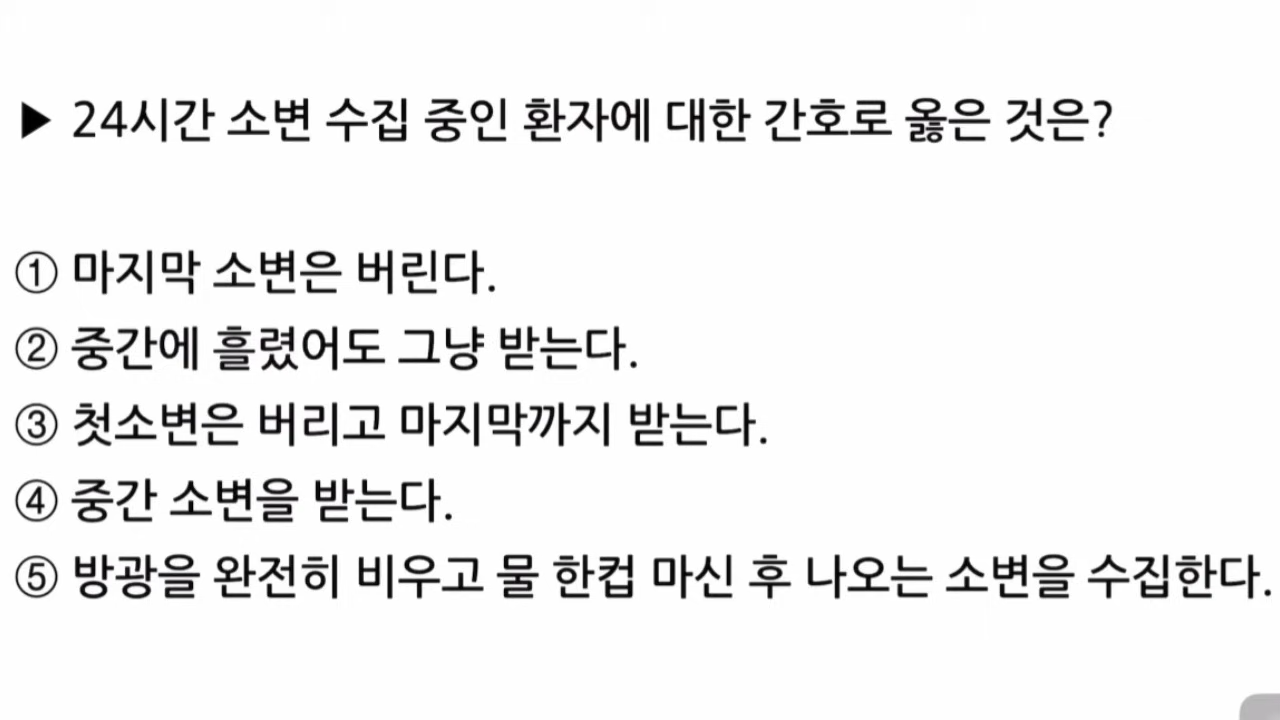 ▶ 24시간 소변 수집 중인 환자에 대한 간호로 옳은 것은?
① 마지막 소변은 버린다.
② 중간에 흘렸어도 그냥 받는다.
③ 첫소변은 버리고 마지막까지 받는다.
④ 중간 소변을 받는다.
⑤ 방광을 완전히 비우고 물 한컵 마신 후 나오는 소변을 수집한다.